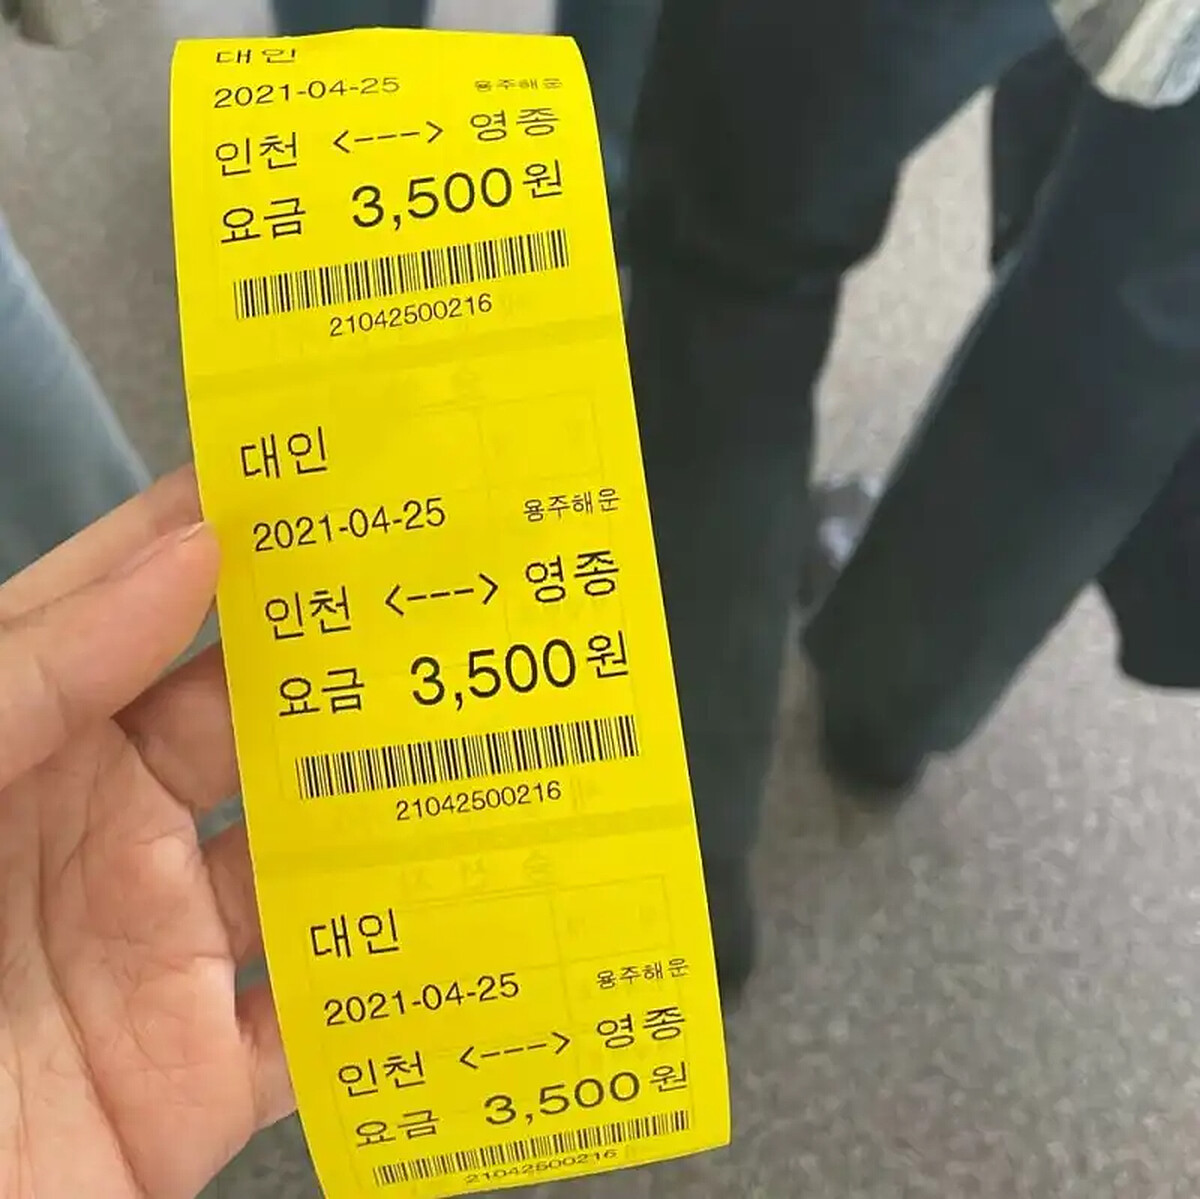 대인
2021-04-25 용주해운
인천 <---> 영종
요금 3,500원
21042500216
대인
2021-04-25 용주해운
인천 <---> 영종
요금 3,500원
21042500216
대인
2021-04-25 용주해운
인천 <---> 영종
요금 3,500원
21042500216